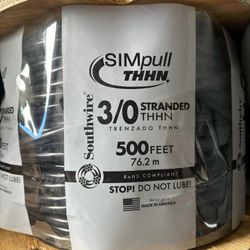 SIMpull
THHN®
Southwire®
3/0 STRANDED
THHN
TRENZADO THHN
500 FEET
76.2 m
RoHS COMPLIANT
STOP! DO NOT LUBE!
MADE IN AMERICA